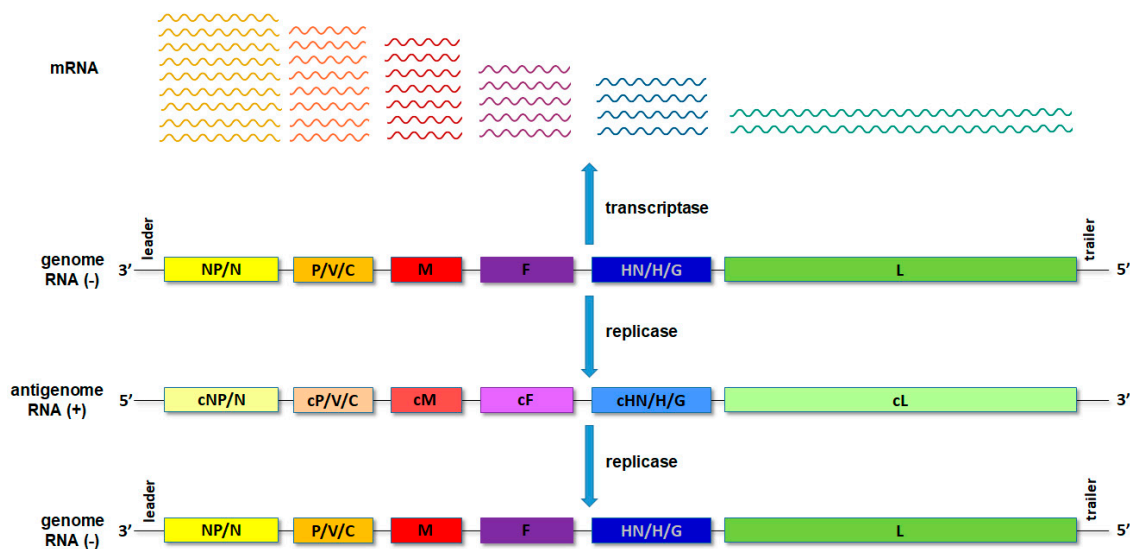 mRNA
transcriptase
leader
trailer
genome
RNA (-)
3’
NP/N
P/V/C
M
F
HN/H/G
L
5’
replicase
antigenome
RNA (+)
5’
cNP/N
cP/V/C
cM
cF
cHN/H/G
cL
3’
replicase
leader
trailer
genome
RNA (-)
3’
NP/N
P/V/C
M
F
HN/H/G
L
5’